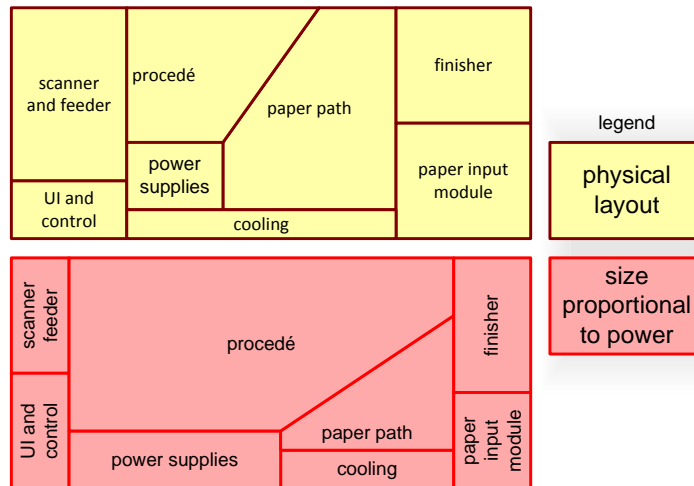 scanner
and feeder
procedé
paper path
finisher
power
supplies
paper input
module
UI and
control
cooling
legend
physical
layout
scanner
feeder
procedé
finisher
UI and
control
power supplies
paper path
cooling
paper
input
module
size
proportional
to power